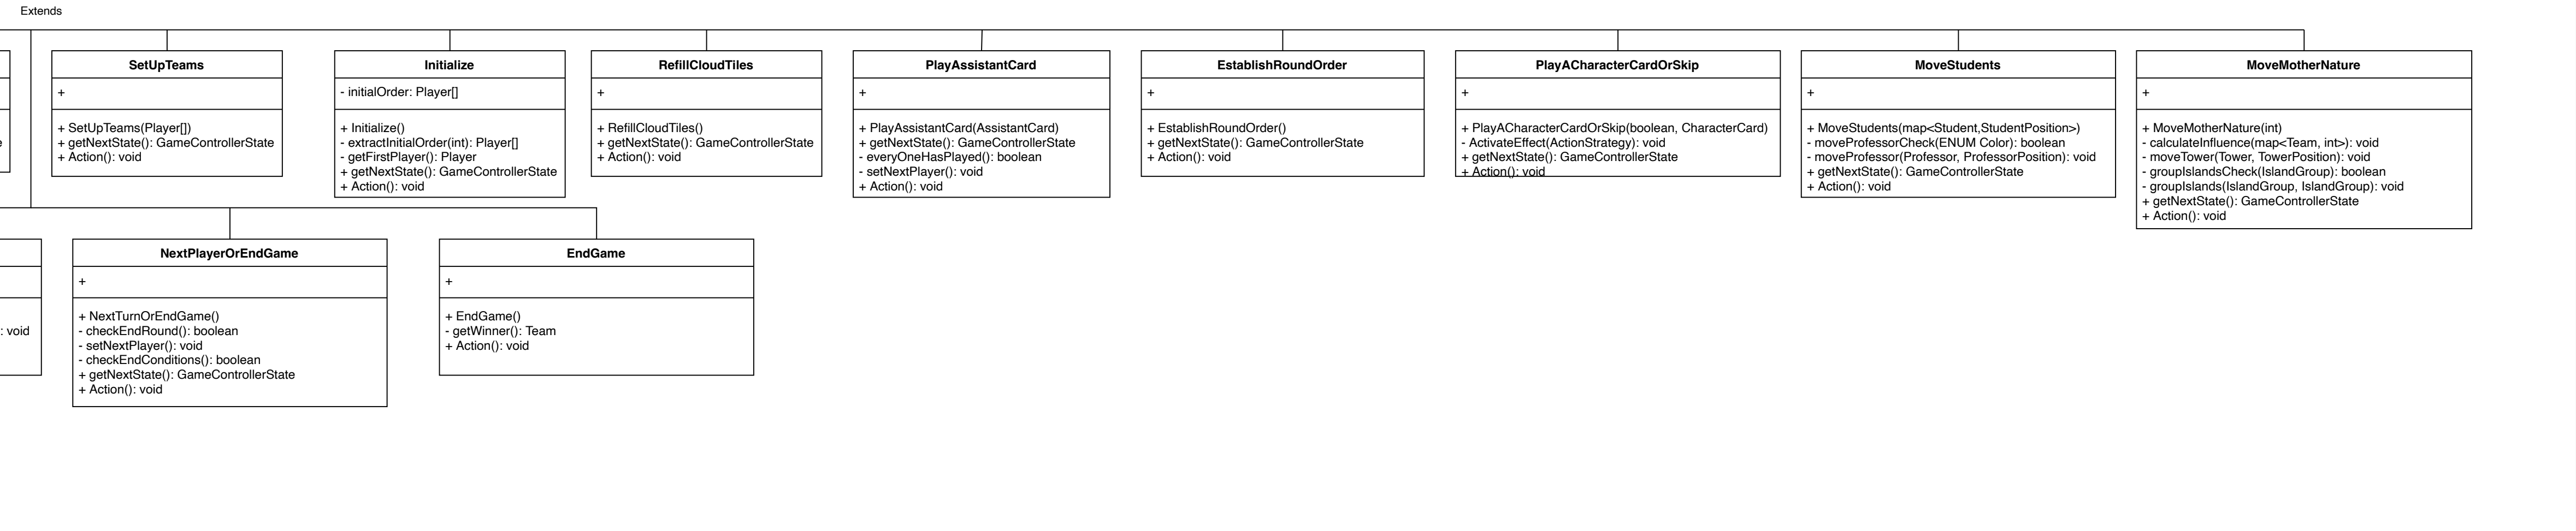 Extends
SetUpTeams
+
+ SetUpTeams(Player[])
+ getNextState(): GameControllerState
+ Action(): void
Initialize
- initialOrder: Player[]
+ Initialize()
- extractInitialOrder(int): Player[]
- getFirstPlayer(): Player
+ getNextState(): GameControllerState
+ Action(): void
RefillCloudTiles
+
+ RefillCloudTiles()
+ getNextState(): GameControllerState
+ Action(): void
PlayAssistantCard
+
+ PlayAssistantCard(AssistantCard)
+ getNextState(): GameControllerState
- everyOneHasPlayed(): boolean
- setNextPlayer(): void
+ Action(): void
EstablishRoundOrder
+
+ EstablishRoundOrder()
+ getNextState(): GameControllerState
+ Action(): void
PlayACharacterCardOrSkip
+
+ PlayACharacterCardOrSkip(boolean, CharacterCard)
- ActivateEffect(ActionStrategy): void
+ getNextState(): GameControllerState
+ Action(): void
MoveStudents
+
+ MoveStudents(map<Student,StudentPosition>)
- moveProfessorCheck(ENUM Color): boolean
- moveProfessor(Professor, ProfessorPosition): void
+ getNextState(): GameControllerState
+ Action(): void
MoveMotherNature
+
+ MoveMotherNature(int)
- calculateInfluence(map<Team, int>): void
- moveTower(Tower, TowerPosition): void
- groupIslandsCheck(IslandGroup): boolean
- groupIslands(IslandGroup, IslandGroup): void
+ getNextState(): GameControllerState
+ Action(): void
: void
NextPlayerOrEndGame
+
+ NextTurnOrEndGame()
- checkEndRound(): boolean
- setNextPlayer(): void
- checkEndConditions(): boolean
+ getNextState(): GameControllerState
+ Action(): void
EndGame
+
+ EndGame()
- getWinner(): Team
+ Action(): void